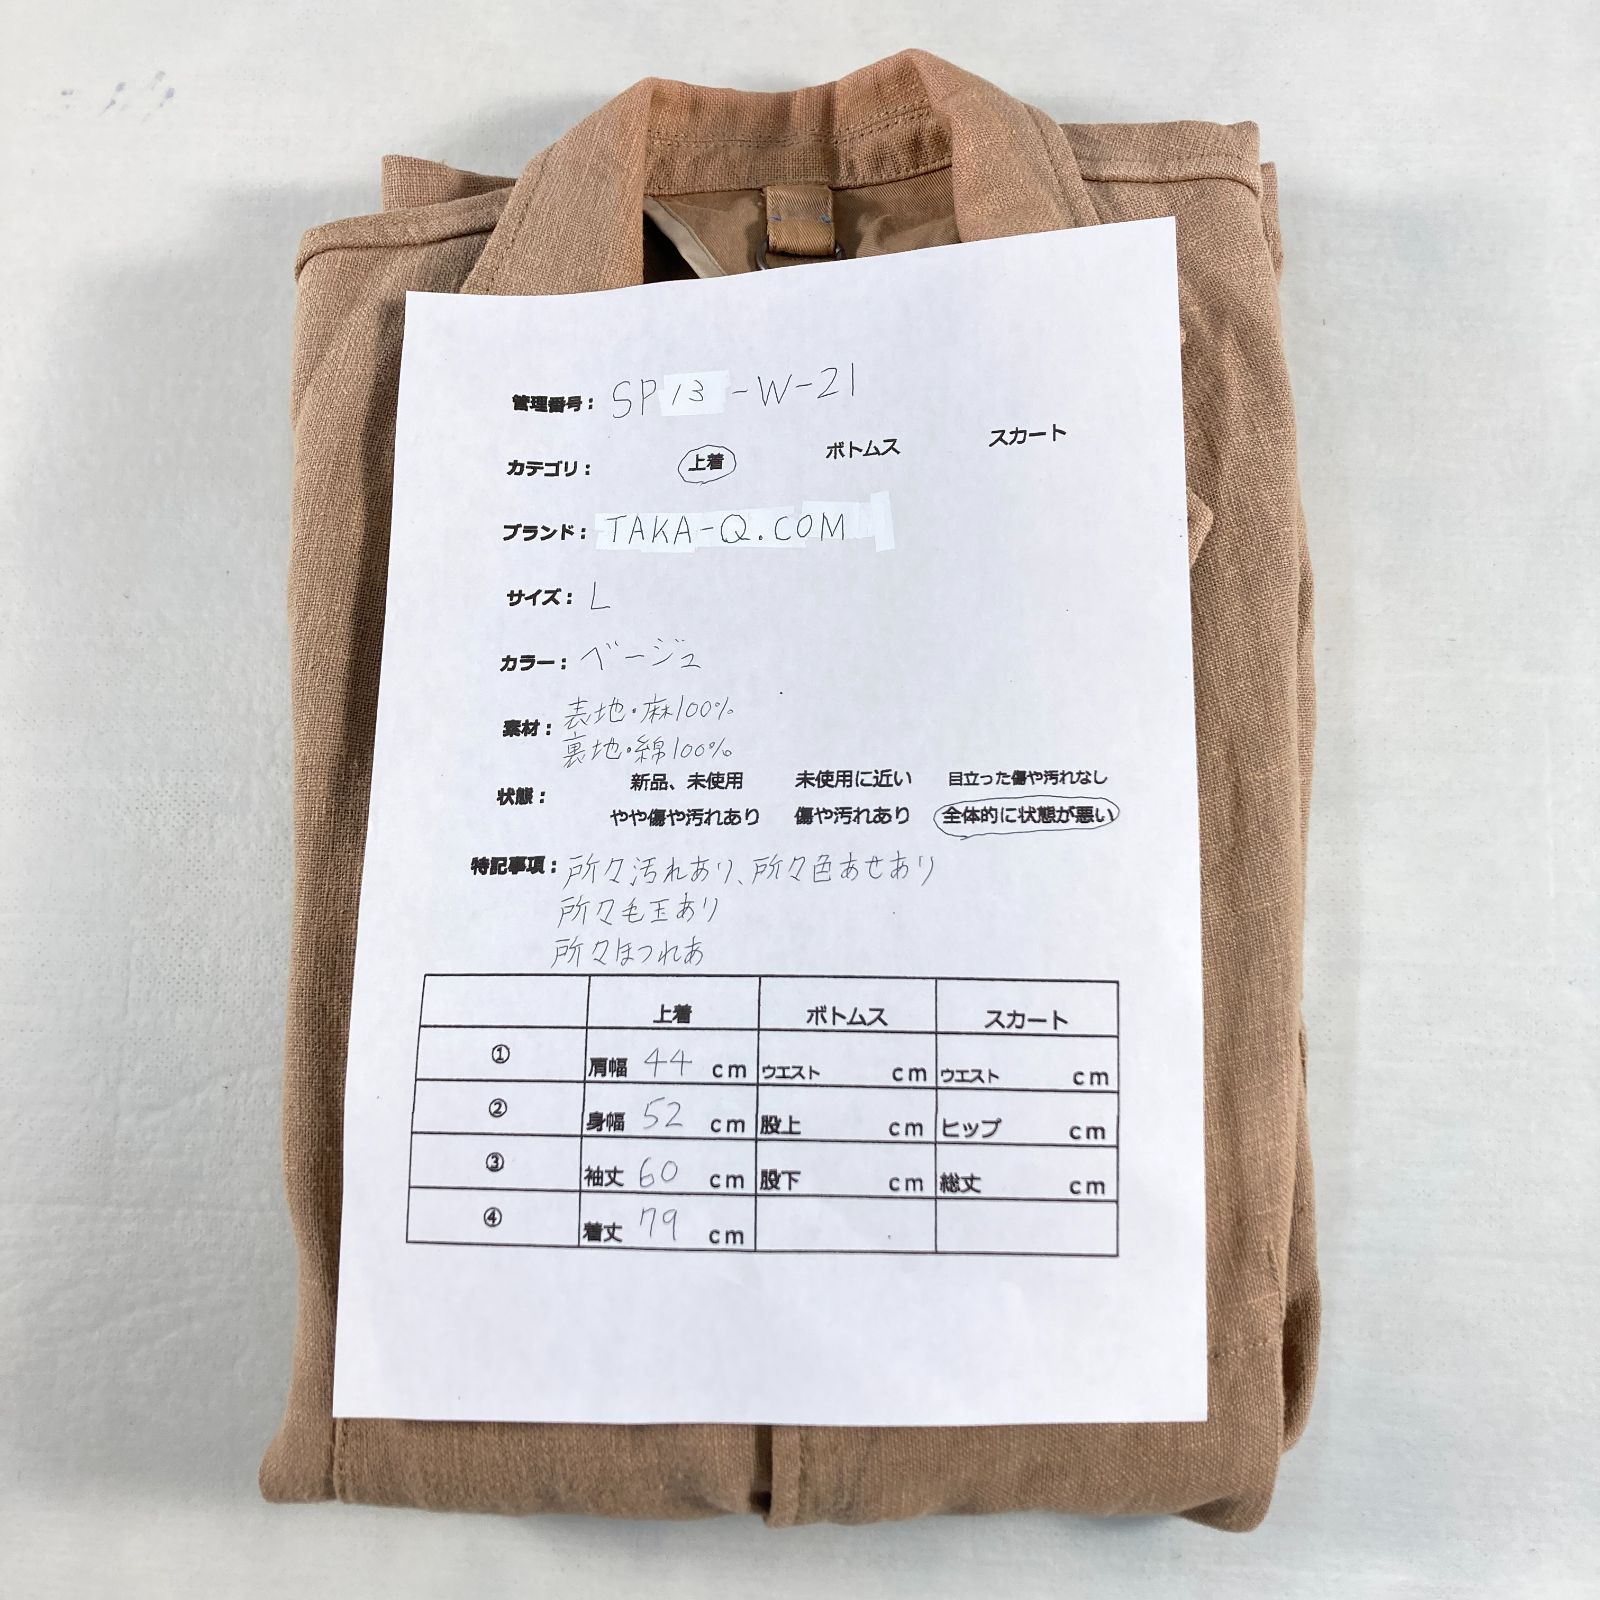 管理番号： SP13-W-21
カテゴリ： 上着 ボトムス スカート
ブランド： TAKA-Q.COM
サイズ： L
カラー： ベージュ
素材： 表地・麻100%
裏地・綿100%
状態： 新品、未使用 未使用に近い 目立った傷や汚れなし
やや傷や汚れあり 傷や汚れあり 全体的に状態が悪い
特記事項： 所々汚れあり、所々色あせあり
所々毛玉あり
所々ほつれあ
上着 ボトムス スカート
① 肩幅 44 cm ウエスト cm ウエスト cm
② 身幅 52 cm 股上 cm ヒップ cm
③ 袖丈 60 cm 股下 cm 総丈 cm
④ 着丈 79 cm